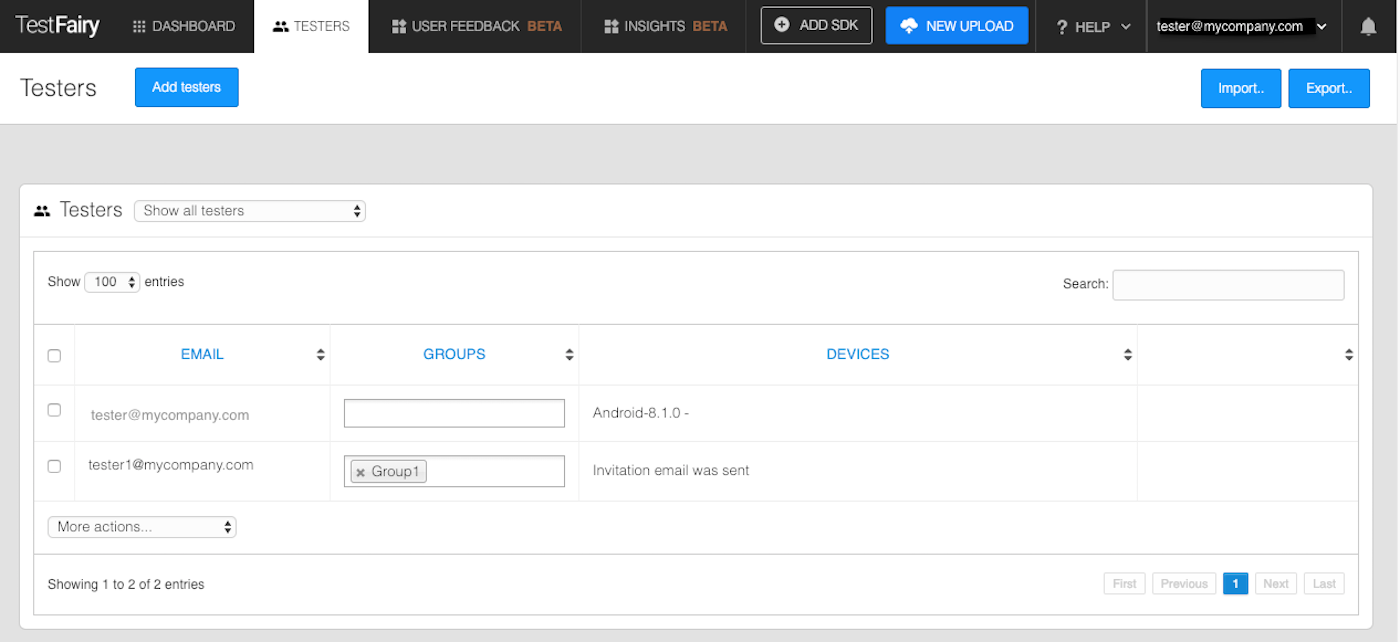 TestFairy DASHBOARD TESTERS USER FEEDBACK BETA INSIGHTS BETA ADD SDK NEW UPLOAD ? HELP tester@mycompany.com
Testers Add testers Import.. Export..
Testers Show all testers
Show 100 entries Search:
EMAIL GROUPS DEVICES
tester@mycompany.com Android-8.1.0 -
tester1@mycompany.com × Group1 Invitation email was sent
More actions...
Showing 1 to 2 of 2 entries First Previous 1 Next Last